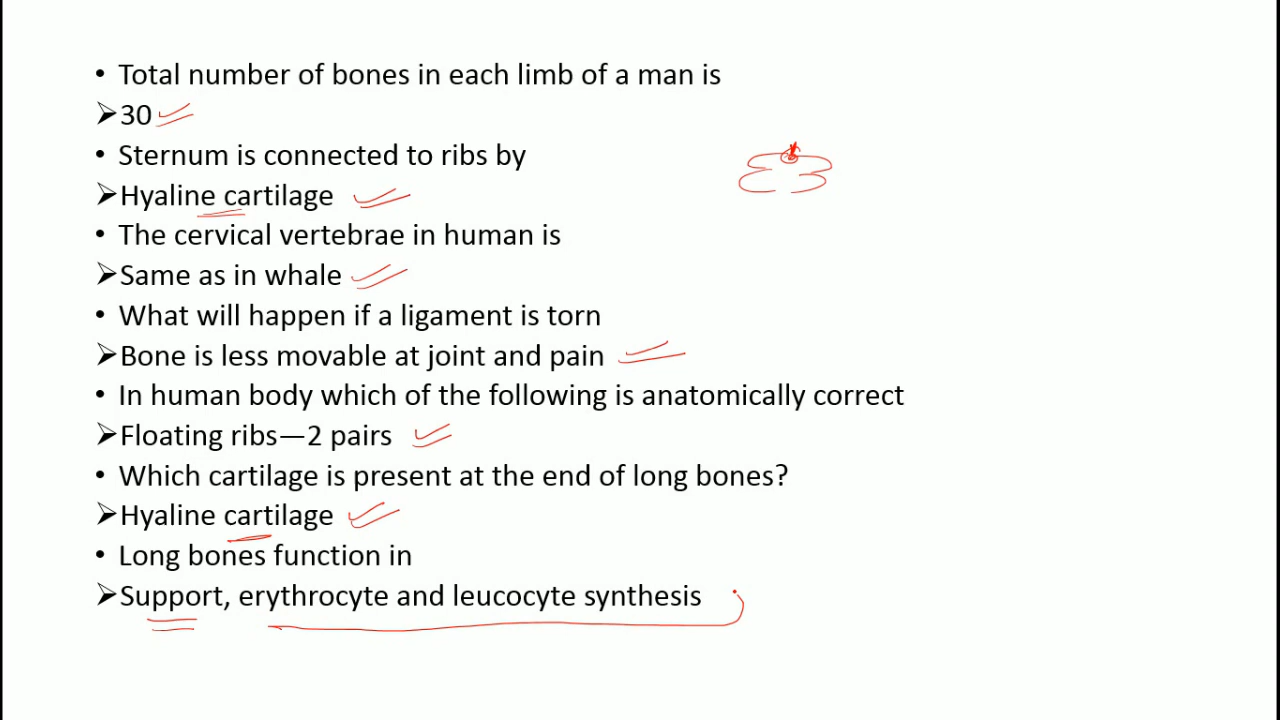 • Total number of bones in each limb of a man is
➢30
• Sternum is connected to ribs by
➢Hyaline cartilage
• The cervical vertebrae in human is
➢Same as in whale
• What will happen if a ligament is torn
➢Bone is less movable at joint and pain
• In human body which of the following is anatomically correct
➢Floating ribs—2 pairs
• Which cartilage is present at the end of long bones?
➢Hyaline cartilage
• Long bones function in
➢Support, erythrocyte and leucocyte synthesis